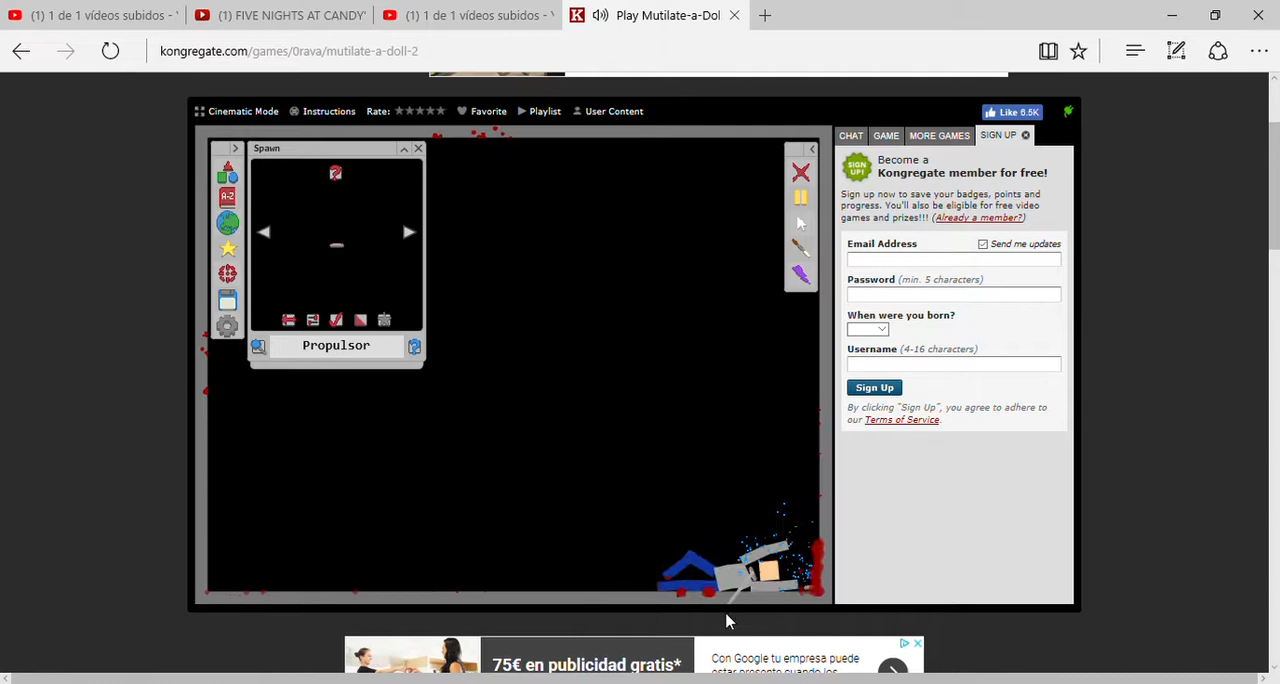 (1) 1 de 1 vídeos subidos - Y
(1) FIVE NIGHTS AT CANDY'
(1) 1 de 1 vídeos subidos - Y
K
Play Mutilate-a-Dol
kongregate.com/games/0rava/mutilate-a-doll-2
Cinematic Mode
Instructions
Rate:
Favorite
Playlist
User Content
Like 6.5K
CHAT
GAME
MORE GAMES
SIGN UP
Spawn
A-Z
Propulsor
SIGN UP!
Become a
Kongregate member for free!
Sign up now to save your badges, points and
progress. You'll also be eligible for free video
games and prizes!!! (Already a member?)
Email Address
Send me updates
Password (min. 5 characters)
When were you born?
Username (4-16 characters)
Sign Up
By clicking "Sign Up", you agree to adhere to
our Terms of Service.
75€ en publicidad gratis*
Con Google tu empresa puede